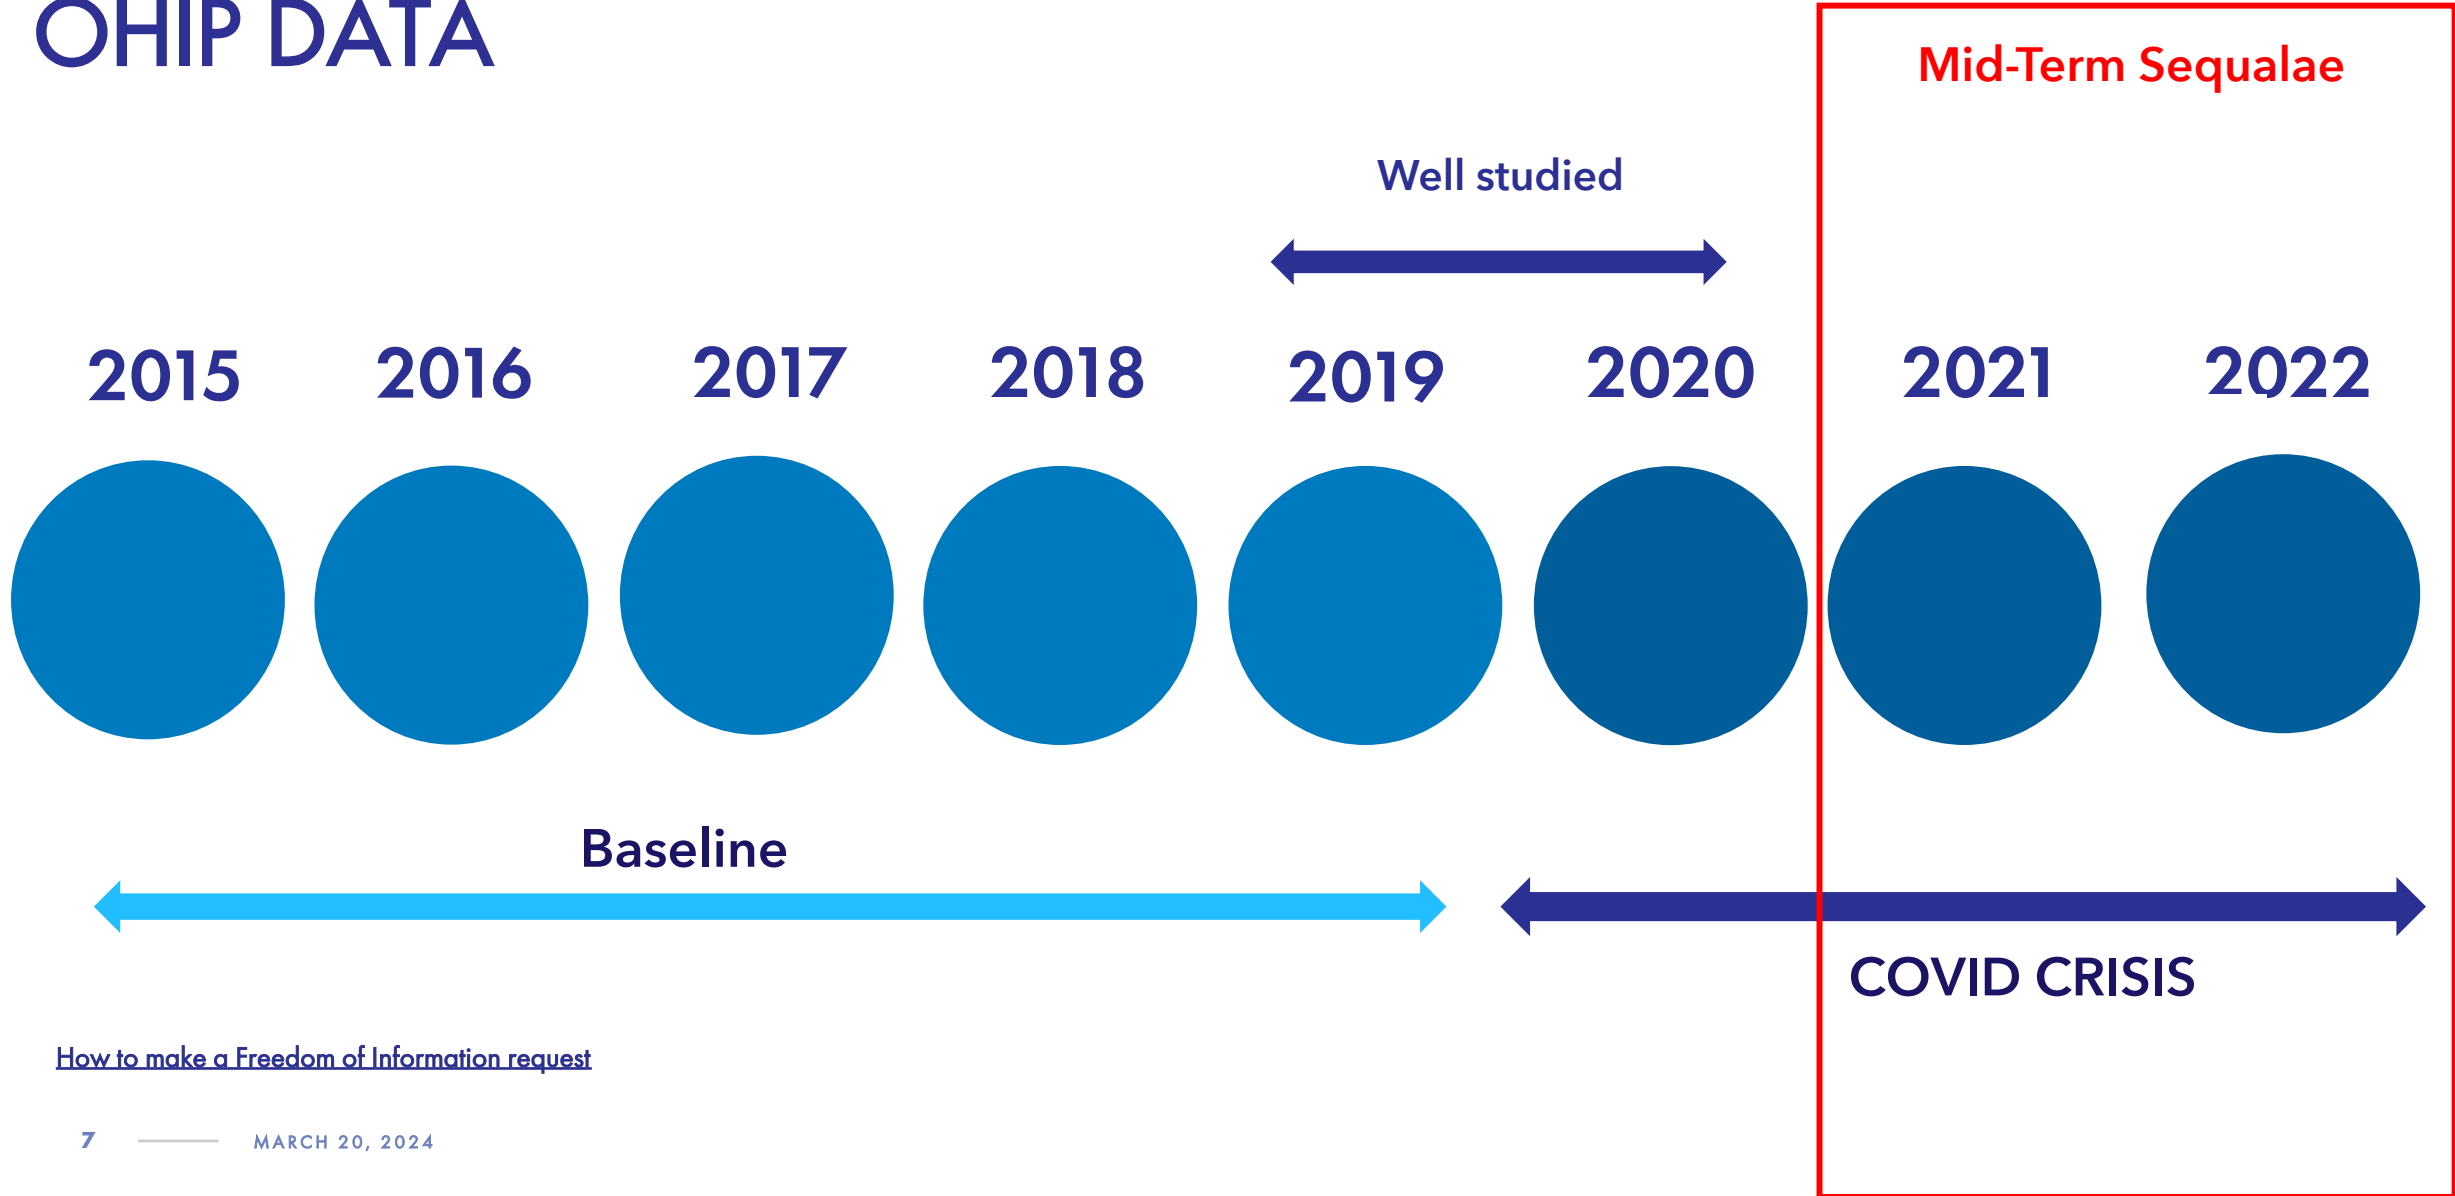 OHIP DATA
Mid-Term Sequalae
Well studied
2015 2016 2017 2018 2019 2020 2021 2022
Baseline
COVID CRISIS
How to make a Freedom of Information request
7 MARCH 20, 2024